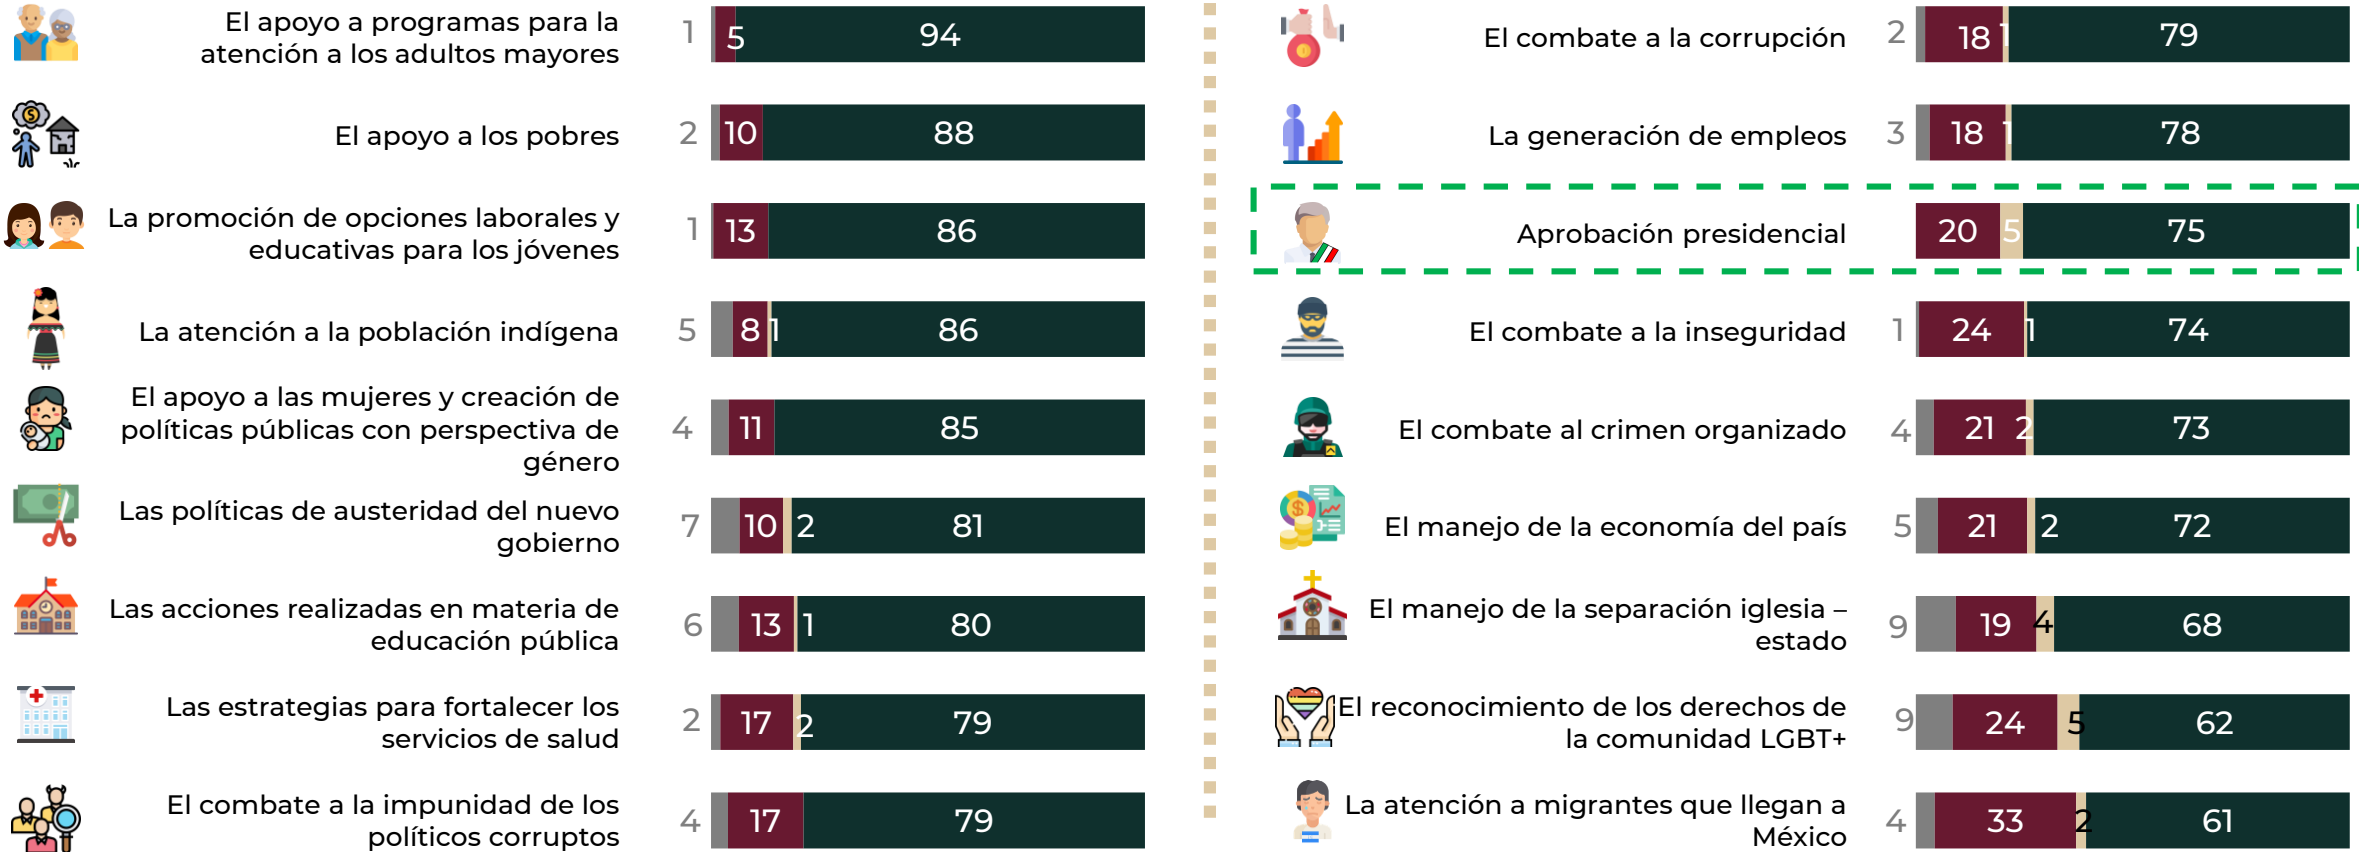 El apoyo a programas para la
atención a los adultos mayores
1 5 94
El apoyo a los pobres
2 10 88
La promoción de opciones laborales y
educativas para los jóvenes
1 13 86
La atención a la población indígena
5 8 1 86
El apoyo a las mujeres y creación de
políticas públicas con perspectiva de
género
4 11 85
Las políticas de austeridad del nuevo
gobierno
7 10 2 81
Las acciones realizadas en materia de
educación pública
6 13 1 80
Las estrategias para fortalecer los
servicios de salud
2 17 2 79
El combate a la impunidad de los
políticos corruptos
4 17 79
El combate a la corrupción
2 18 1 79
La generación de empleos
3 18 1 78
Aprobación presidencial
20 5 75
El combate a la inseguridad
1 24 1 74
El combate al crimen organizado
4 21 2 73
El manejo de la economía del país
5 21 2 72
El manejo de la separación iglesia –
estado
9 19 4 68
El reconocimiento de los derechos de
la comunidad LGBT+
9 24 5 62
La atención a migrantes que llegan a
México
4 33 2 61